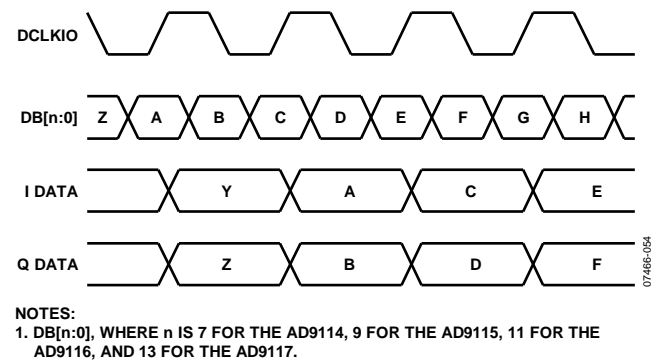 DCLKIO
DB[n:0] Z A B C D E F G H
I DATA Y A C E
Q DATA Z B D F
07466-054
NOTES:
1. DB[n:0], WHERE n IS 7 FOR THE AD9114, 9 FOR THE AD9115, 11 FOR THE
AD9116, AND 13 FOR THE AD9117.